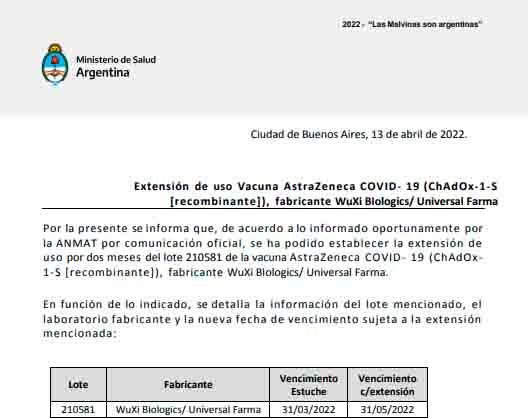 2022 - “Las Malvinas son argentinas”
Ministerio de Salud
Argentina
Ciudad de Buenos Aires, 13 de abril de 2022.
Extensión de uso Vacuna AstraZeneca COVID- 19 (ChAdOx-1-S
[recombinante]), fabricante WuXi Biologics/ Universal Farma
Por la presente se informa que, de acuerdo a lo informado oportunamente por
la ANMAT por comunicación oficial, se ha podido establecer la extensión de
uso por dos meses del lote 210581 de la vacuna AstraZeneca COVID- 19 (ChAdOx-
1-S [recombinante]), fabricante WuXi Biologics/ Universal Farma.
En función de lo indicado, se detalla la información del lote mencionado, el
laboratorio fabricante y la nueva fecha de vencimiento sujeta a la extensión
mencionada:
Lote Fabricante Vencimiento Estuche Vencimiento c/extensión
210581 WuXi Biologics/ Universal Farma 31/03/2022 31/05/2022